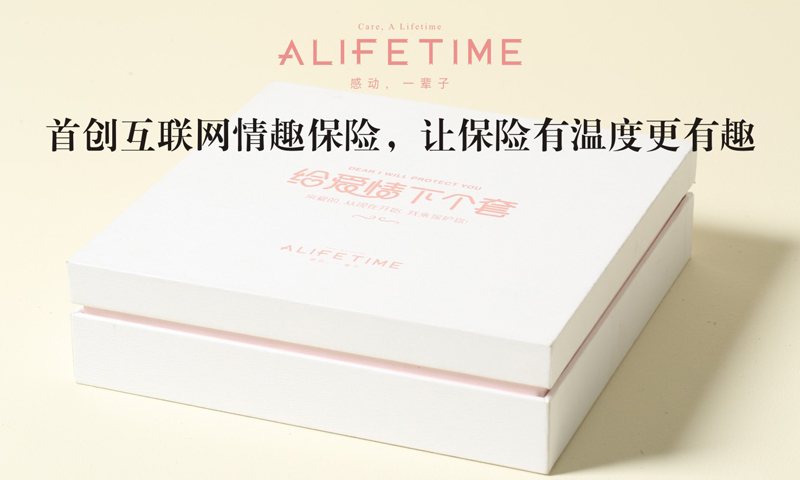 Care, A Lifetime
ALIFETIME
感动，一辈子
首创互联网情趣保险，让保险有温度更有趣
DEAR I WILL PROTECT YOU
给爱情下个套
ALIFETIME